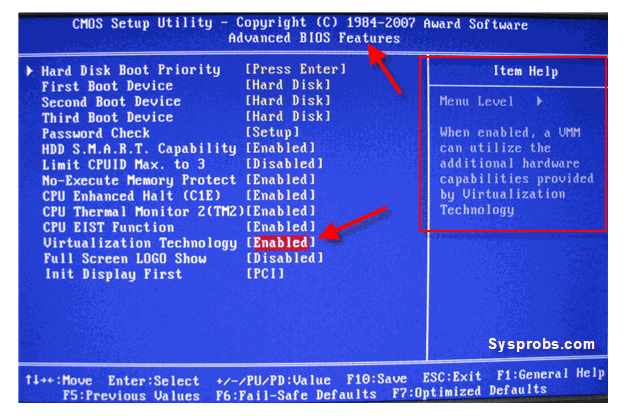 CMOS Setup Utility - Copyright (C) 1984-2007 Award Software
Advanced BIOS Features
Hard Disk Boot Priority [Press Enter]
First Boot Device [Hard Disk]
Second Boot Device [Hard Disk]
Third Boot Device [Hard Disk]
Password Check [Setup]
HDD S.M.A.R.T. Capability [Enabled]
Limit CPUID Max. to 3 [Disabled]
No-Execute Memory Protect [Enabled]
CPU Enhanced Halt (C1E) [Enabled]
CPU Thermal Monitor 2(TM2) [Enabled]
CPU EIST Function [Enabled]
Virtualization Technology [Enabled]
Full Screen LOGO Show [Disabled]
Init Display First [PCI]
Item Help
Menu Level
When enabled, a VMM
can utilize the
additional hardware
capabilities provided
by Virtualization
Technology
Sysprobs.com
↑↓→←:Move Enter:Select +/-/PU/PD:Value F10:Save ESC:Exit F1:General Help
F5:Previous Values F6:Fail-Safe Defaults F7:Optimized Defaults